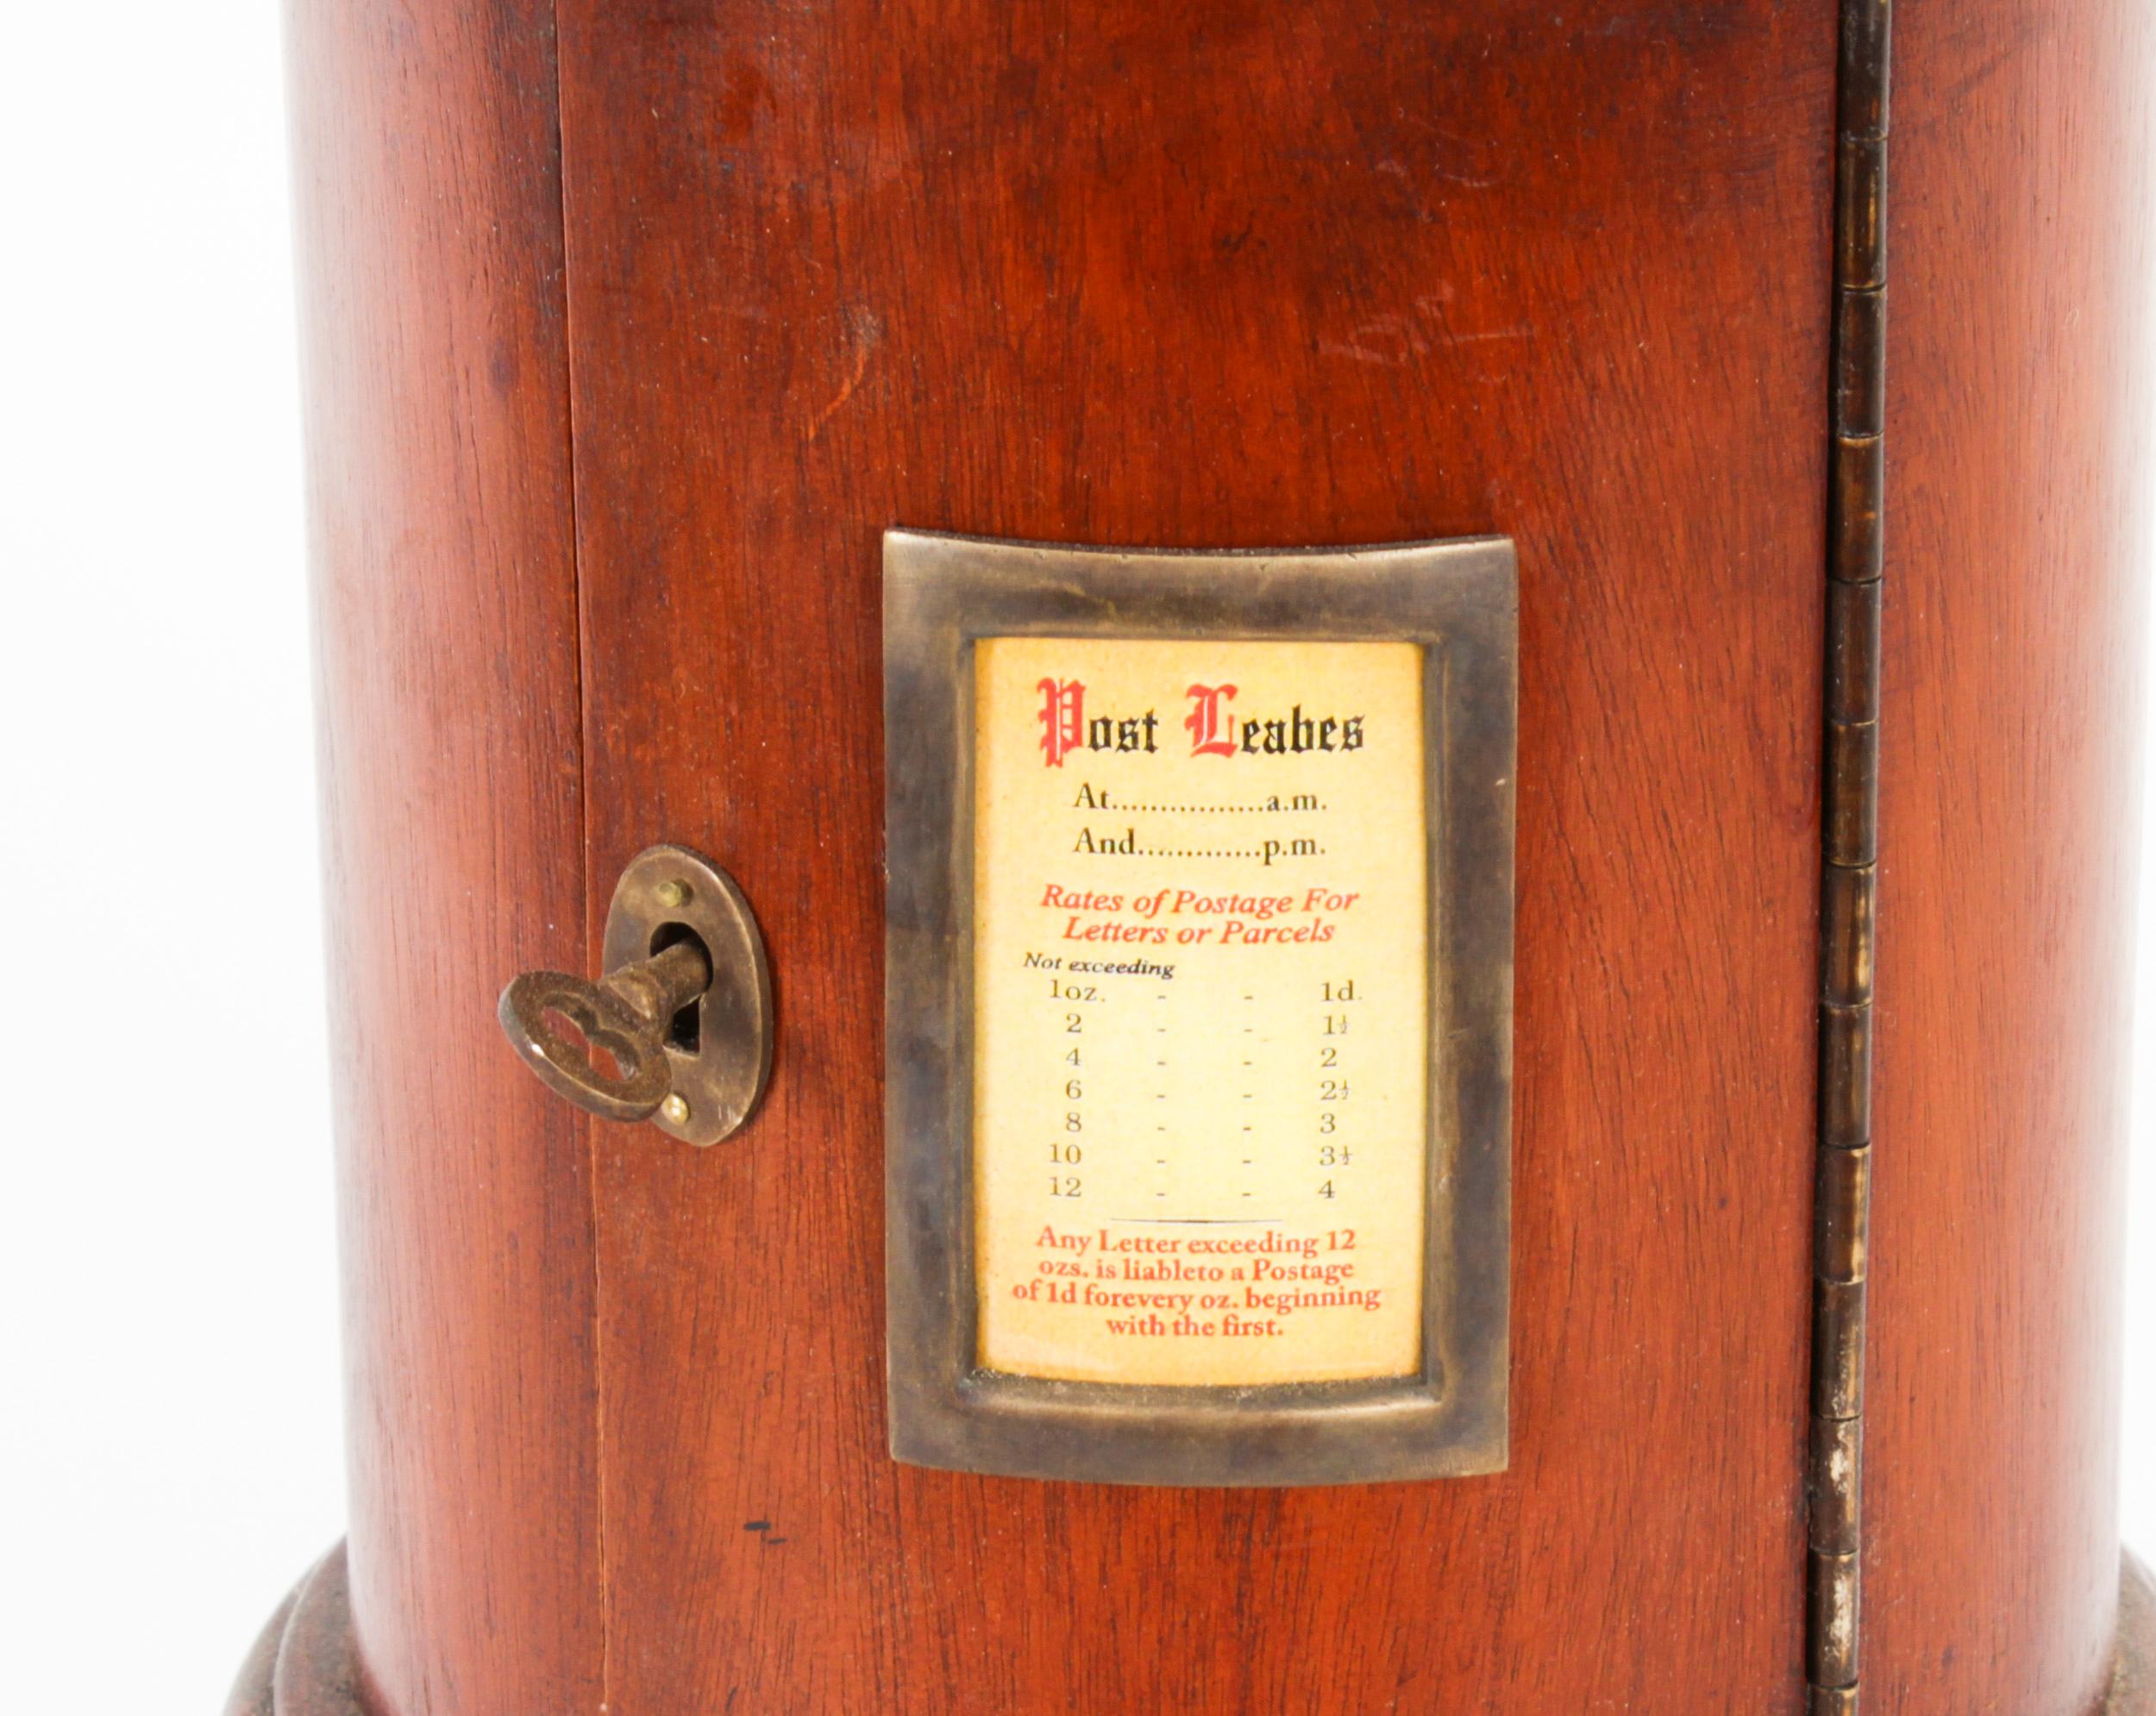 Post Leabes
At................a.m.
And.............p.m.
Rates of Postage For
Letters or Parcels
Not exceeding
1oz. - - 1d.
2 - - 1½
4 - - 2
6 - - 2½
8 - - 3
10 - - 3½
12 - - 4
Any Letter exceeding 12
ozs. is liableto a Postage
of 1d forevery oz. beginning
with the first.